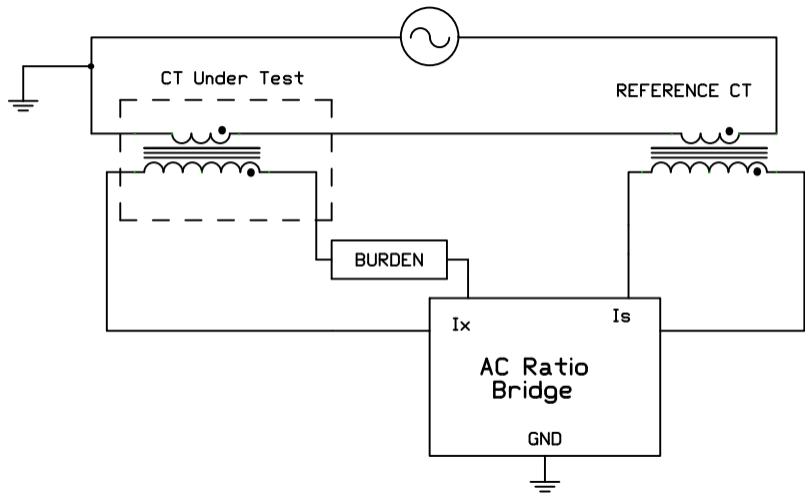 CT Under Test
REFERENCE CT
BURDEN
Ix
Is
AC Ratio
Bridge
GND